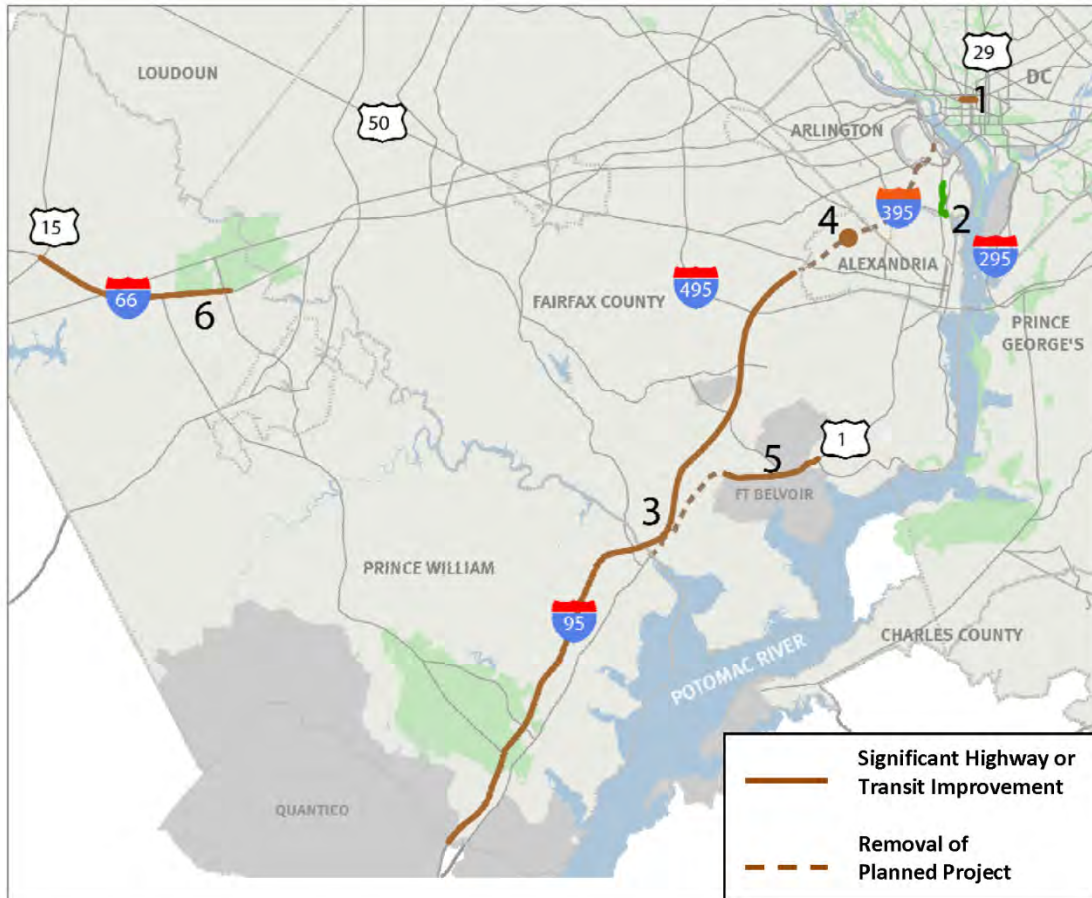 29
DC
LOUDOUN
1
50
ARLINGTON
395
15
4
2
ALEXANDRIA
295
66
FAIRFAX COUNTY
495
6
PRINCE
GEORGE'S
1
5
FT BELVOIR
3
PRINCE WILLIAM
95
CHARLES COUNTY
POTOMAC RIVER
QUANTICO
Significant Highway or
Transit Improvement
Removal of
Planned Project